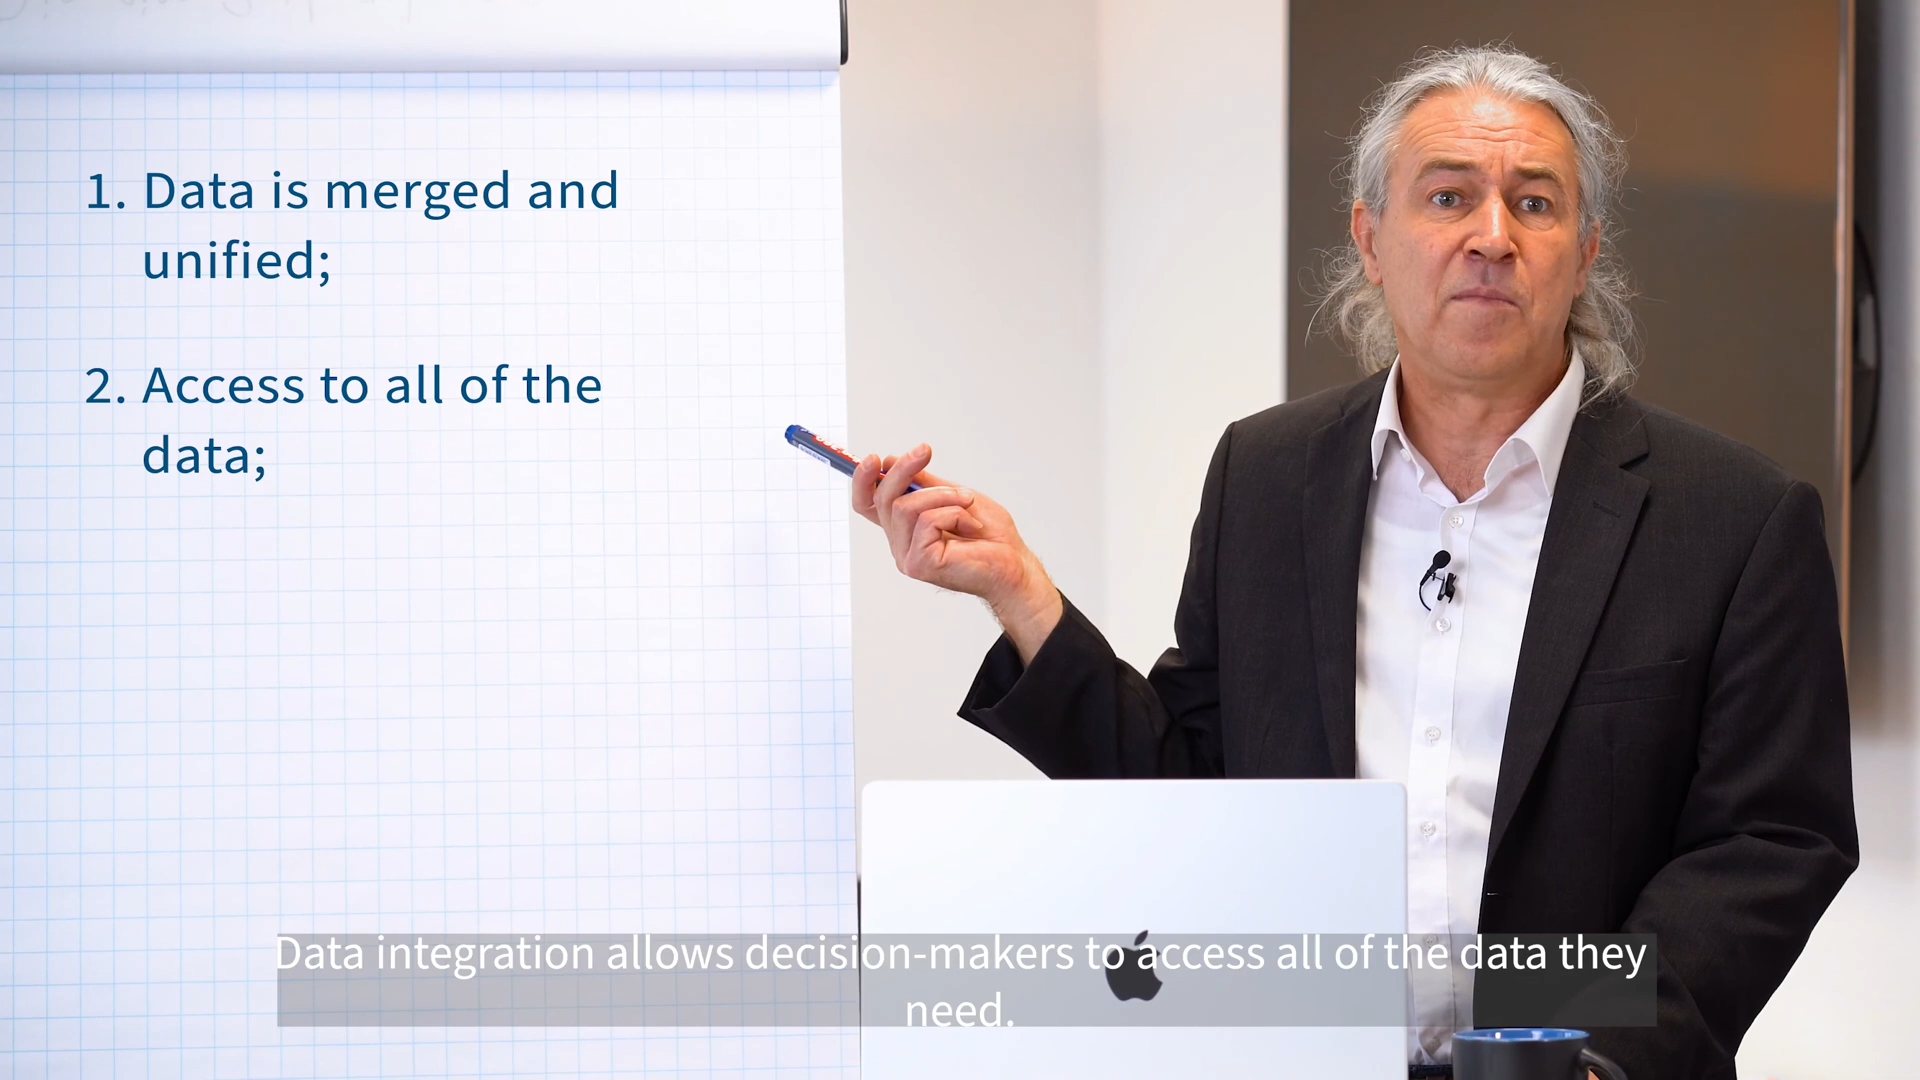 1. Data is merged and
unified;
2. Access to all of the
data;
Data integration allows decision-makers to access all of the data they
need.